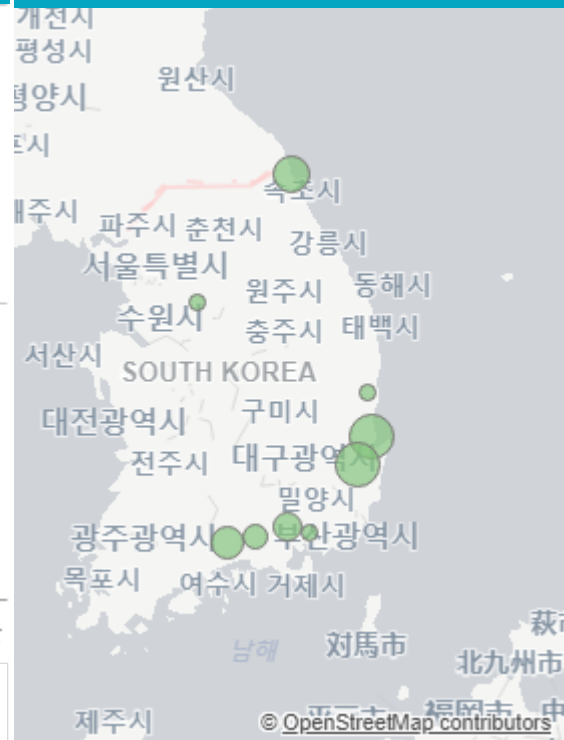 개천시
평성시
원산시
평양시
속초시
파주시 춘천시
강릉시
서울특별시
원주시 동해시
수원시
충주시 태백시
서산시
SOUTH KOREA
구미시
대전광역시
전주시 대구광역시
밀양시
광주광역시 부산광역시
목포시 여수시 거제시
남해
対馬市
北九州市
제주시
福岡市
© OpenStreetMap contributors